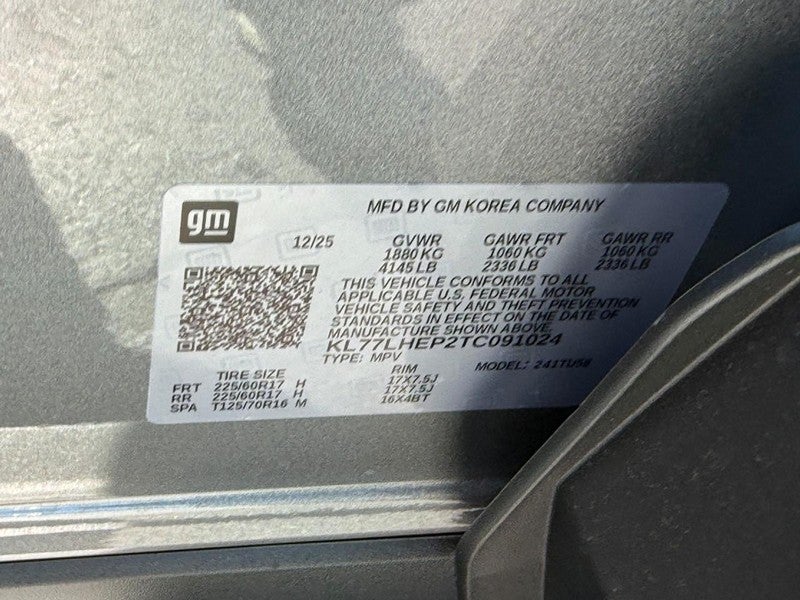 gm
MFD BY GM KOREA COMPANY
12/25 GVWR GAWR FRT GAWR RR
1880 KG 1060 KG 1060 KG
4145 LB 2336 LB 2336 LB
THIS VEHICLE CONFORMS TO ALL
APPLICABLE U.S. FEDERAL MOTOR
VEHICLE SAFETY AND THEFT PREVENTION
STANDARDS IN EFFECT ON THE DATE OF
MANUFACTURE SHOWN ABOVE.
KL77LHEP2TC091024
TYPE: MPV MODEL: 241TU58
TIRE SIZE RIM
FRT 225/60R17 H 17X7.5J
RR 225/60R17 H 17X7.5J
SPA T125/70R16 M 16X4BT